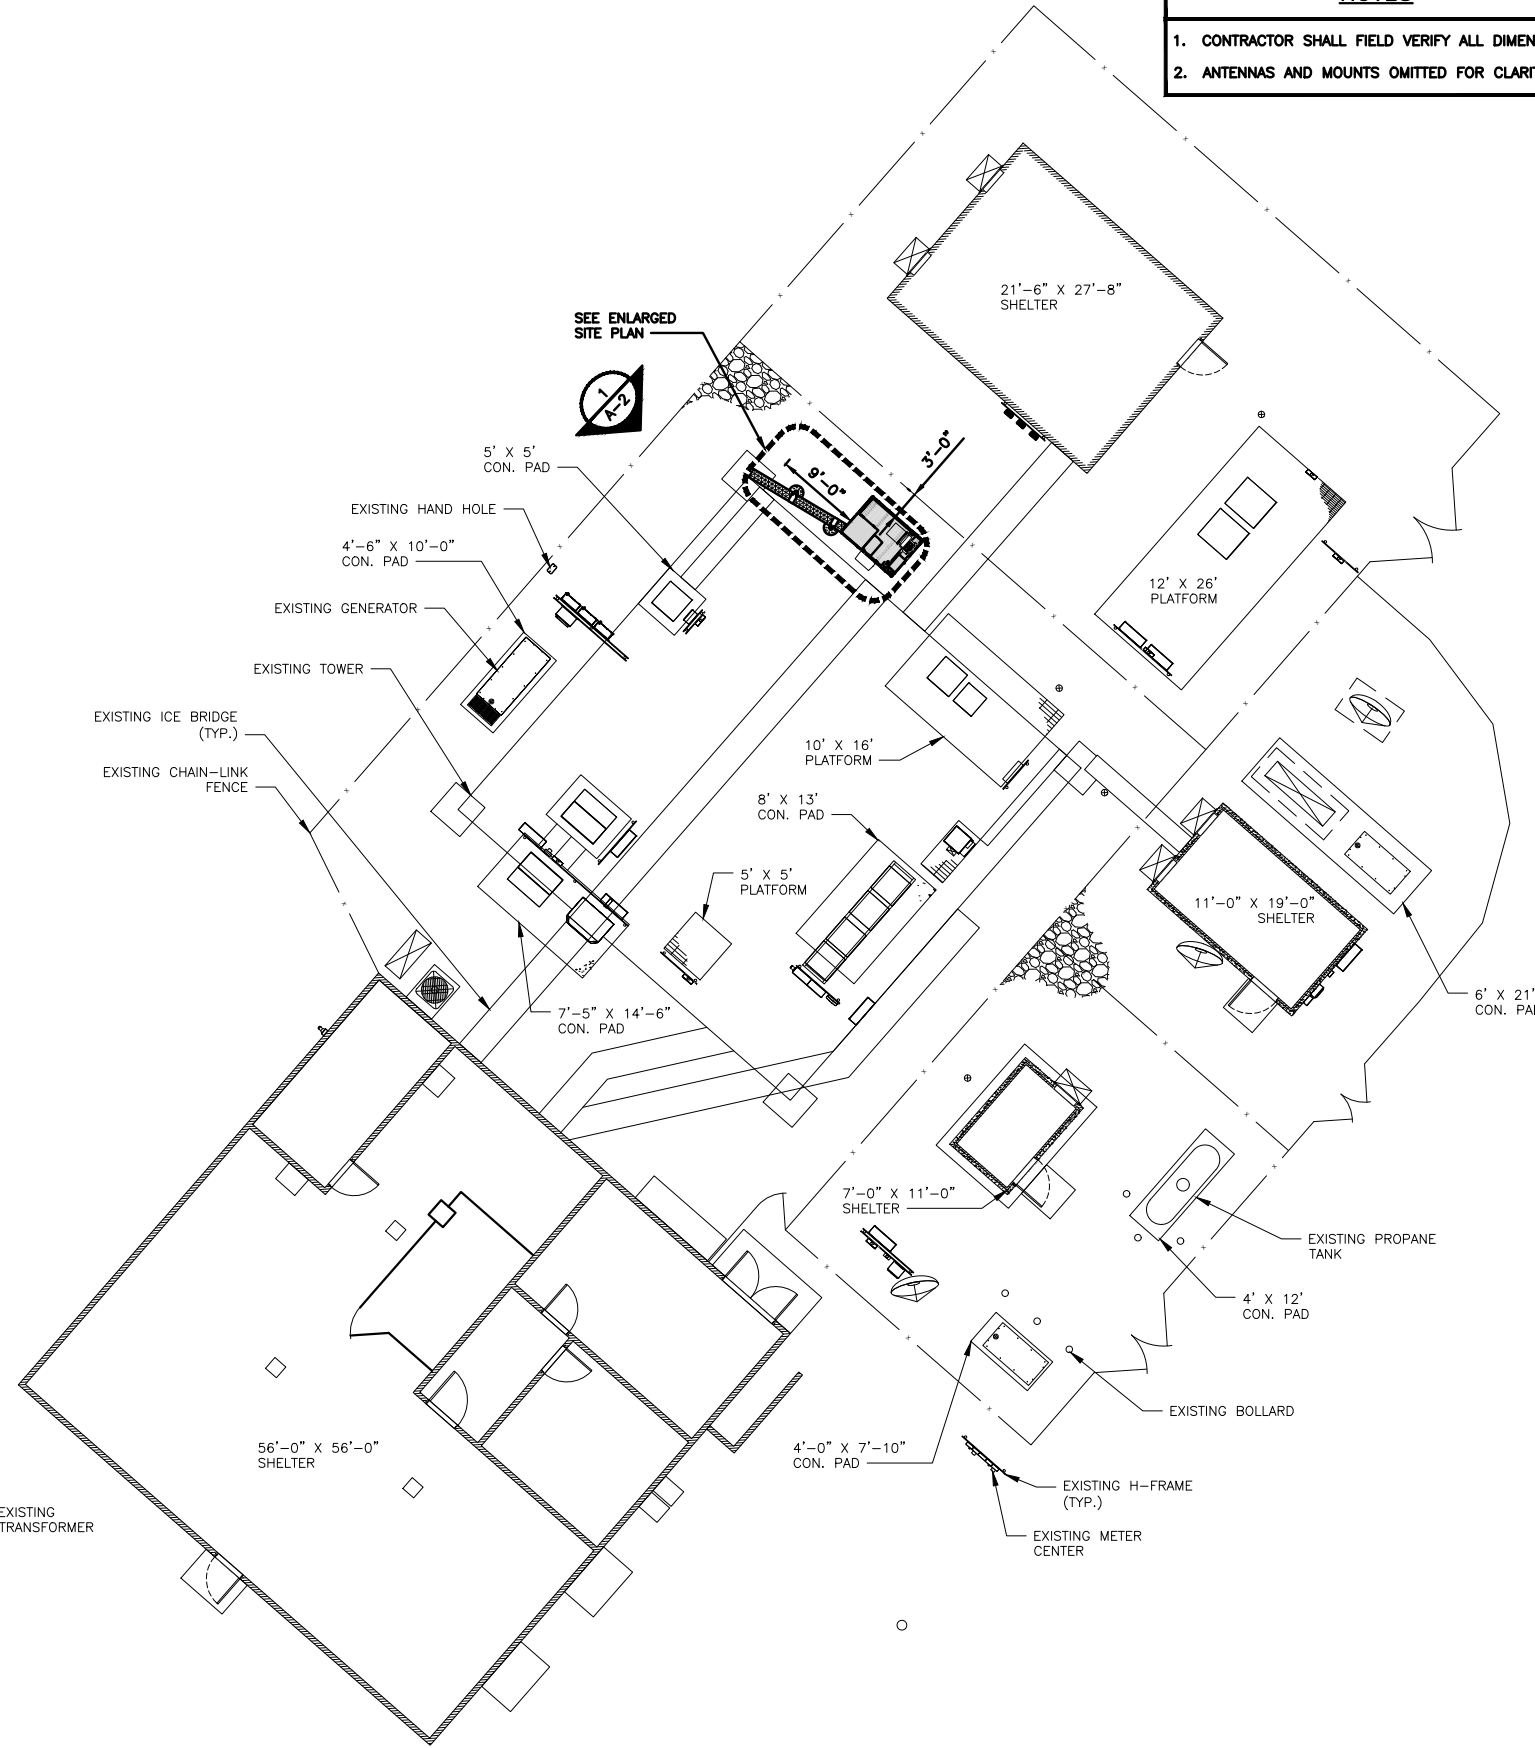 1. CONTRACTOR SHALL FIELD VERIFY ALL
2. ANTENNAS AND MOUNTS OMITTED FOR
21'-6" X 27'-8"
SHELTER
SEE ENLARGED
SITE PLAN
1
A-2
3'-0"
9'-0"
5' X 5'
CON. PAD
EXISTING HAND HOLE
4'-6" X 10'-0"
CON. PAD
EXISTING GENERATOR
EXISTING TOWER
EXISTING ICE BRIDGE
(TYP.)
EXISTING CHAIN-LINK
FENCE
12' X 26'
PLATFORM
10' X 16'
PLATFORM
8' X 13'
CON. PAD
5' X 5'
PLATFORM
11'-0" X 19'-0"
SHELTER
6' X 21'
CON.
7'-5" X 14'-6"
CON. PAD
7'-0" X 11'-0"
SHELTER
EXISTING PROPANE
TANK
4' X 12'
CON. PAD
EXISTING BOLLARD
4'-0" X 7'-10"
CON. PAD
EXISTING H-FRAME
(TYP.)
EXISTING METER
CENTER
56'-0" X 56'-0"
SHELTER
EXISTING
TRANSFORMER